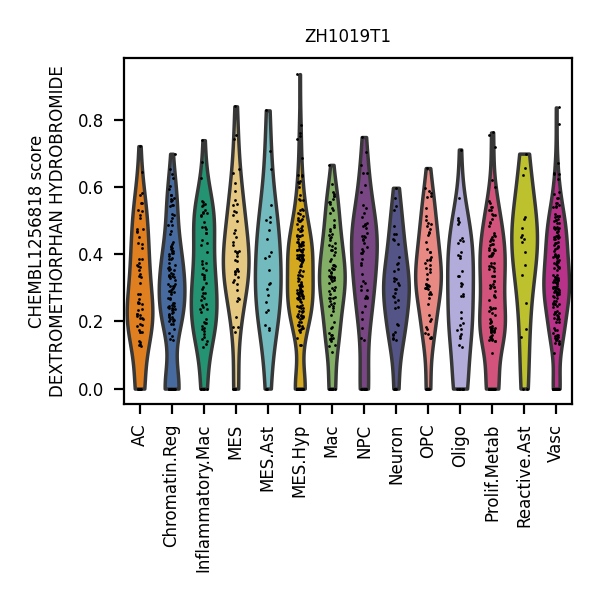 ZH1019T1
CHEMBL1256818 score
DEXTROMETHORPHAN HYDROBROMIDE
0.8
0.6
0.4
0.2
0.0
AC
Chromatin.Reg
Inflammatory.Mac
MES
MES.Ast
MES.Hyp
Mac
NPC
Neuron
OPC
Oligo
Prolif.Metab
Reactive.Ast
Vasc